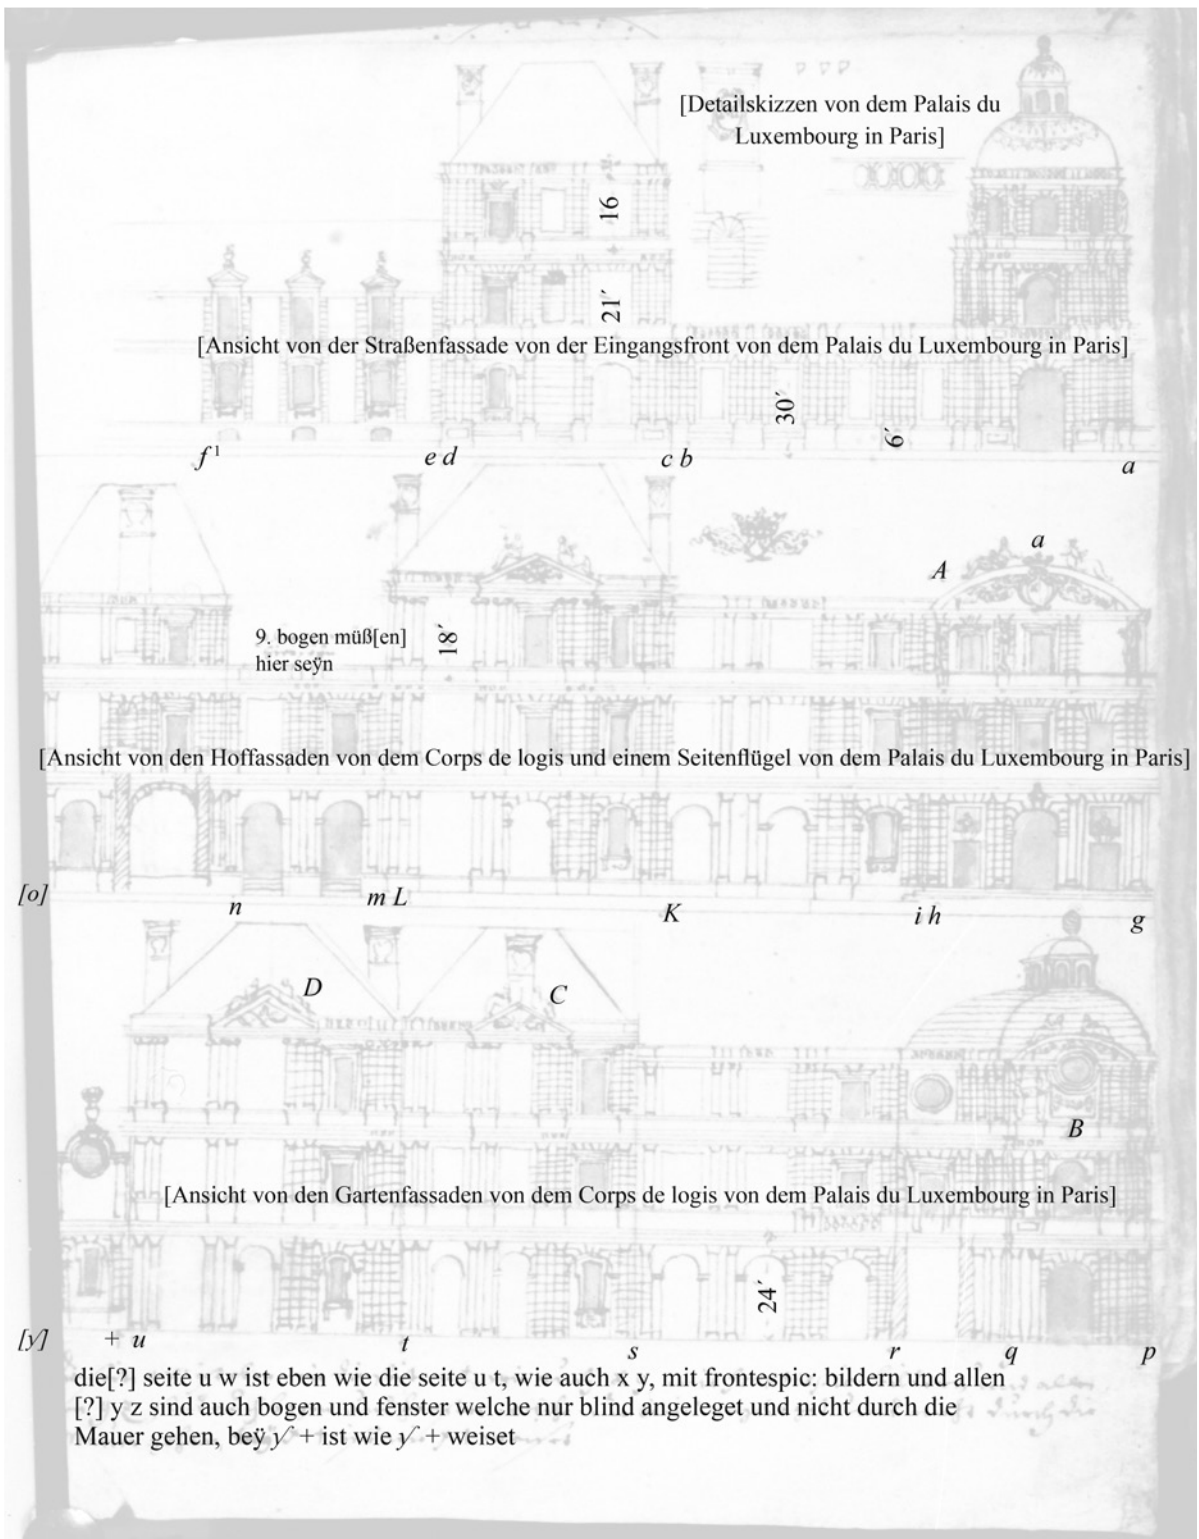 [Detailskizzen von dem Palais du
Luxembourg in Paris]
16
21´
[Ansicht von der Straßenfassade von der Eingangsfront von dem Palais du Luxembourg in Paris]
30´
6´
f¹ e d c b a
a
A
9. bogen müß[en]
hier seÿn
18´
[Ansicht von den Hoffassaden von dem Corps de logis und einem Seitenflügel von dem Palais du Luxembourg in Paris]
[o] n m L K i h g
D C
B
[Ansicht von den Gartenfassaden von dem Corps de logis von dem Palais du Luxembourg in Paris]
24´
[y] + u t s r q p
die[?] seite u w ist eben wie die seite u t, wie auch x y, mit frontespic: bildern und allen
[?] y z sind auch bogen und fenster welche nur blind angeleget und nicht durch die
Mauer gehen, beÿ y + ist wie y + weiset